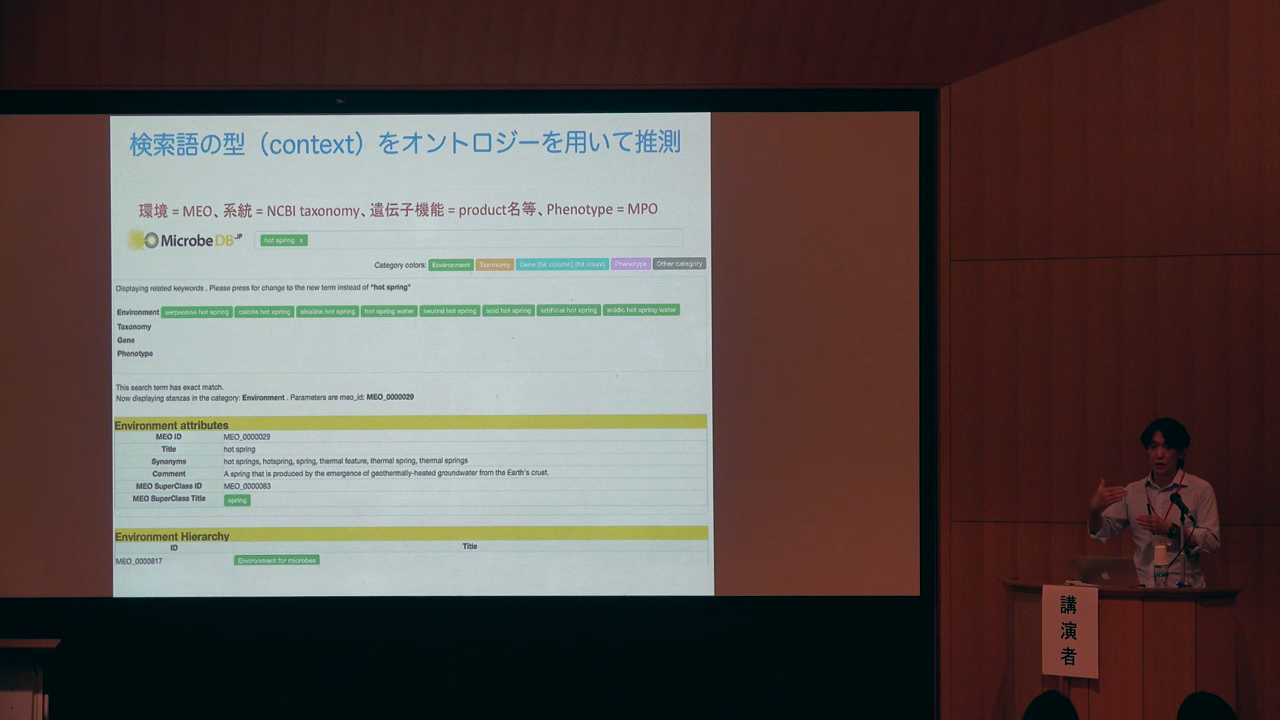 検索語の型（context）をオントロジーを用いて推測
環境 = MEO、系統 = NCBI taxonomy、遺伝子機能 = product名等、Phenotype = MPO
MicrobeDB.JP hot spring x
Category colors: Environment Taxonomy Gene (hit column) (hit count) Phenotype Other category
Displaying related keywords . Please press for change to the new term instead of "hot spring"
Environment serpentine hot spring calcite hot spring alkaline hot spring hot spring water neutral hot spring acid hot spring artificial hot spring acidic hot spring water
Taxonomy
Gene
Phenotype
This search term has exact match.
Now displaying stanzas in the category: Environment . Parameters are meo_id: MEO_0000029
Environment attributes
MEO ID MEO_0000029
Title hot spring
Synonyms hot springs, hotspring, spring, thermal feature, thermal spring, thermal springs
Comment A spring that is produced by the emergence of geothermally-heated groundwater from the Earth's crust.
MEO SuperClass ID MEO_0000083
MEO SuperClass Title spring
Environment Hierarchy
ID Title
MEO_0000817 Environment for microbes
講演者